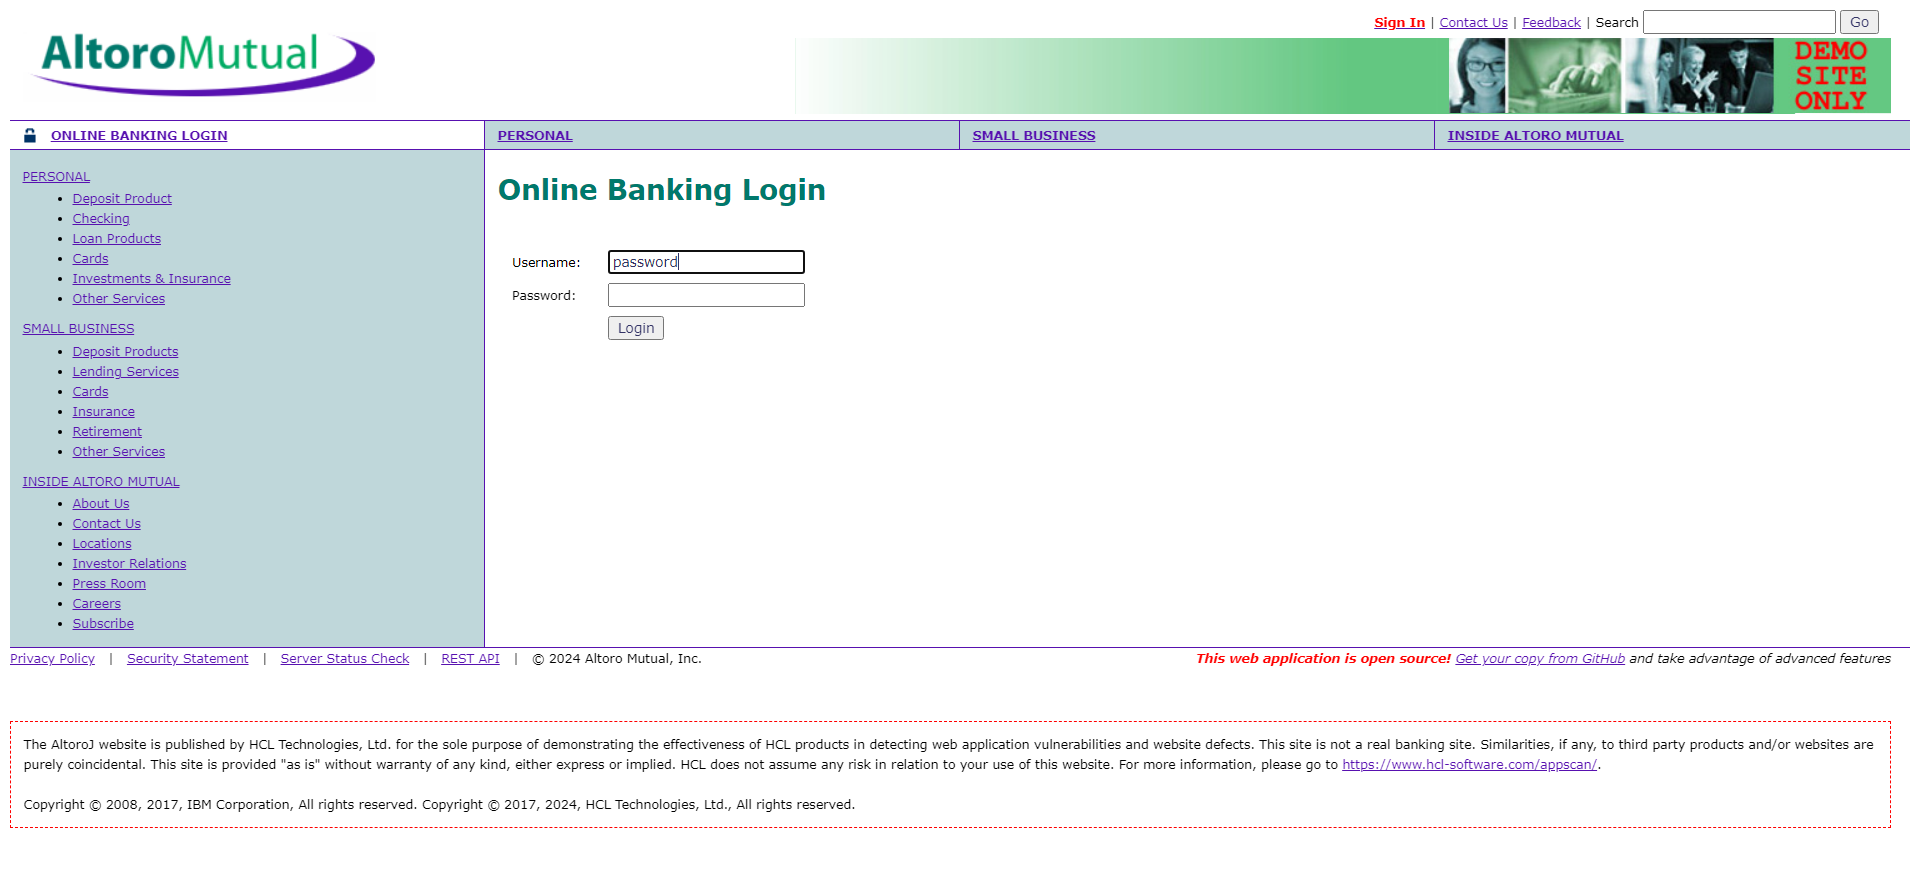 Sign In | Contact Us | Feedback | Search Go
AltoroMutual
DEMO
SITE
ONLY
ONLINE BANKING LOGIN PERSONAL SMALL BUSINESS INSIDE ALTORO MUTUAL
PERSONAL
• Deposit Product
• Checking
• Loan Products
• Cards
• Investments & Insurance
• Other Services
SMALL BUSINESS
• Deposit Products
• Lending Services
• Cards
• Insurance
• Retirement
• Other Services
INSIDE ALTORO MUTUAL
• About Us
• Contact Us
• Locations
• Investor Relations
• Press Room
• Careers
• Subscribe
Online Banking Login
Username: password
Password:
Login
Privacy Policy | Security Statement | Server Status Check | REST API | © 2024 Altoro Mutual, Inc. This web application is open source! Get your copy from GitHub and take advantage of advanced features
The AltoroJ website is published by HCL Technologies, Ltd. for the sole purpose of demonstrating the effectiveness of HCL products in detecting web application vulnerabilities and website defects. This site is not a real banking site. Similarities, if any, to third party products and/or websites are
purely coincidental. This site is provided "as is" without warranty of any kind, either express or implied. HCL does not assume any risk in relation to your use of this website. For more information, please go to https://www.hcl-software.com/appscan/.
Copyright © 2008, 2017, IBM Corporation, All rights reserved. Copyright © 2017, 2024, HCL Technologies, Ltd., All rights reserved.